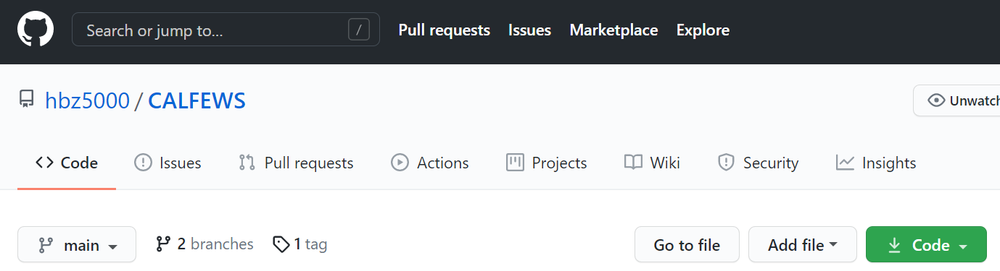 Search or jump to... / Pull requests Issues Marketplace Explore
hbz5000 / CALFEWS Unwatch
Code Issues Pull requests Actions Projects Wiki Security Insights
main 2 branches 1 tag Go to file Add file Code